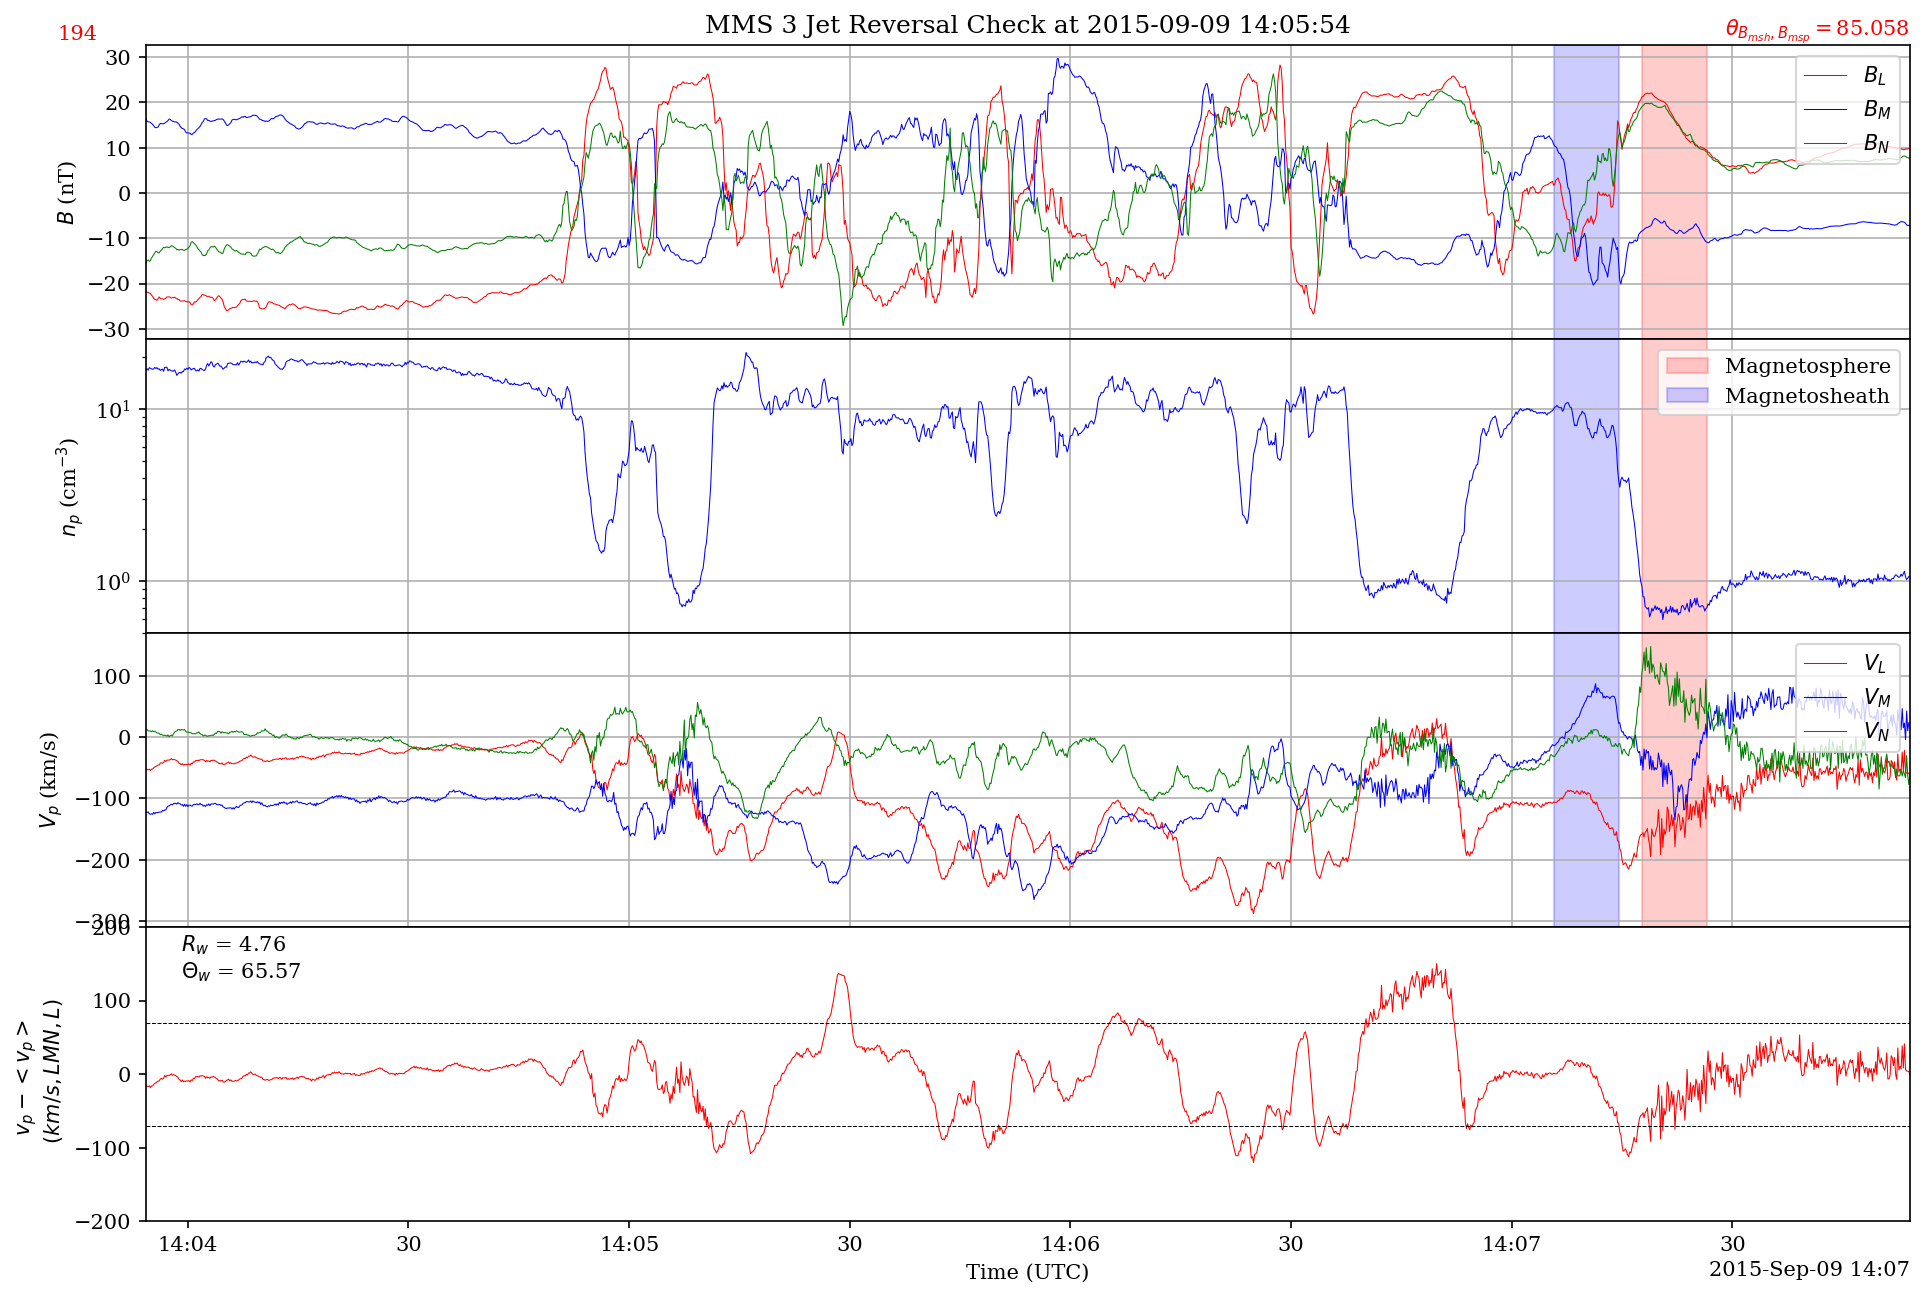 194
MMS 3 Jet Reversal Check at 2015-09-09 14:05:54
θ_{B_{msh}, B_{msp}} = 85.058
30
20
10
0
−10
−20
−30
B (nT)
B_L
B_M
B_N
10^1
10^0
n_p (cm^{−3})
Magnetosphere
Magnetosheath
100
0
−100
−200
−300
V_p (km/s)
V_L
V_M
V_N
200
100
0
−100
−200
v_p − < v_p >
(km/s, LMN, L)
R_w = 4.76
Θ_w = 65.57
14:04 30 14:05 30 14:06 30 14:07 30
Time (UTC)
2015-Sep-09 14:07